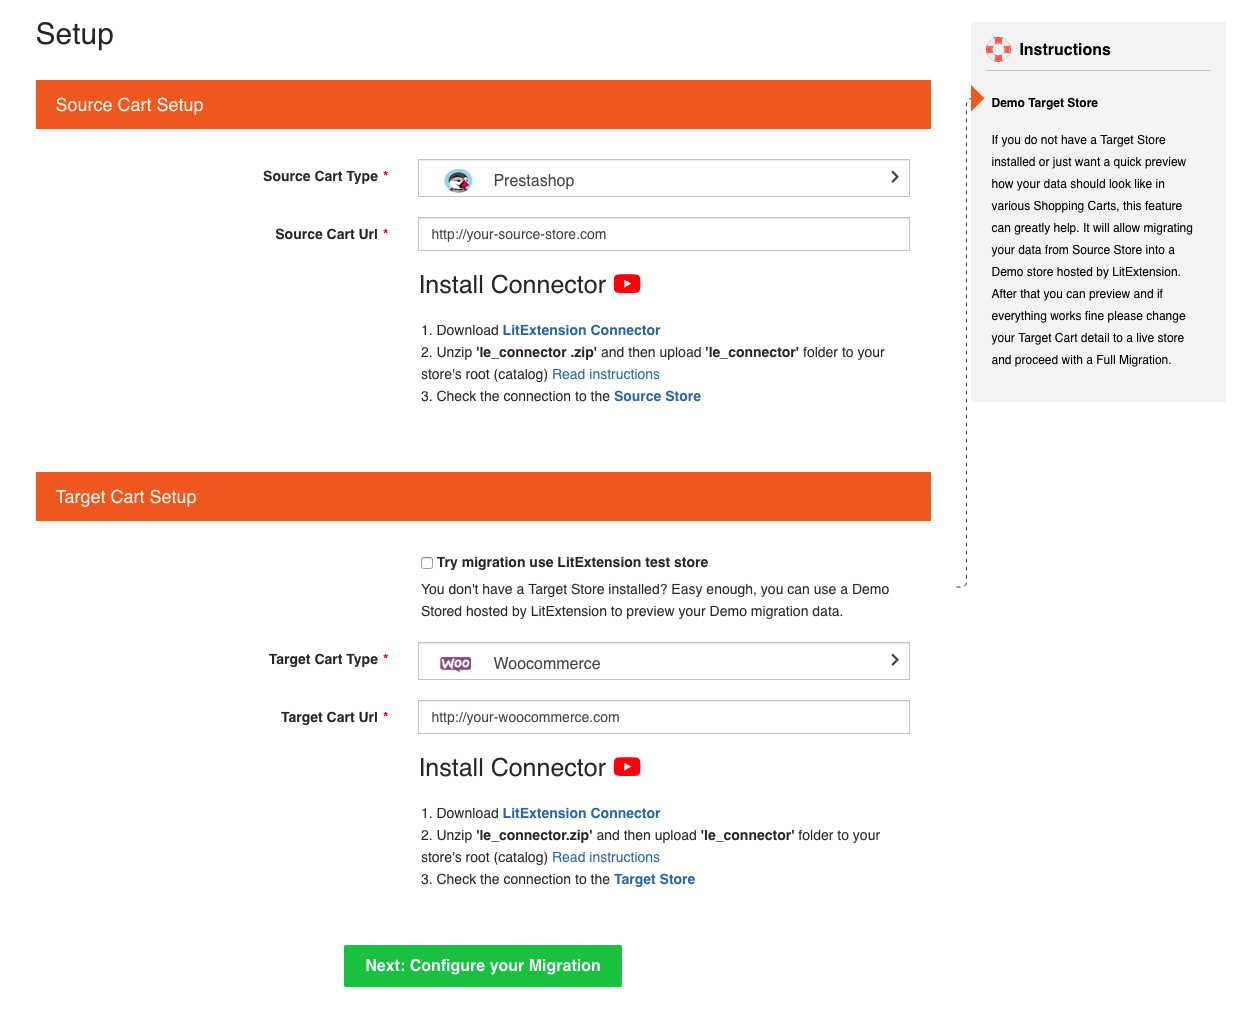 Setup
Source Cart Setup
Source Cart Type *
Prestashop
Source Cart Url *
http://your-source-store.com
Install Connector
1. Download LitExtension Connector
2. Unzip 'le_connector .zip' and then upload 'le_connector' folder to your
store's root (catalog) Read instructions
3. Check the connection to the Source Store
Target Cart Setup
Try migration use LitExtension test store
You don't have a Target Store installed? Easy enough, you can use a Demo
Stored hosted by LitExtension to preview your Demo migration data.
Target Cart Type *
WOO
Woocommerce
Target Cart Url *
http://your-woocommerce.com
Install Connector
1. Download LitExtension Connector
2. Unzip 'le_connector.zip' and then upload 'le_connector' folder to your
store's root (catalog) Read instructions
3. Check the connection to the Target Store
Next: Configure your Migration
Instructions
Demo Target Store
If you do not have a Target Store
installed or just want a quick preview
how your data should look like in
various Shopping Carts, this feature
can greatly help. It will allow migrating
your data from Source Store into a
Demo store hosted by LitExtension.
After that you can preview and if
everything works fine please change
your Target Cart detail to a live store
and proceed with a Full Migration.